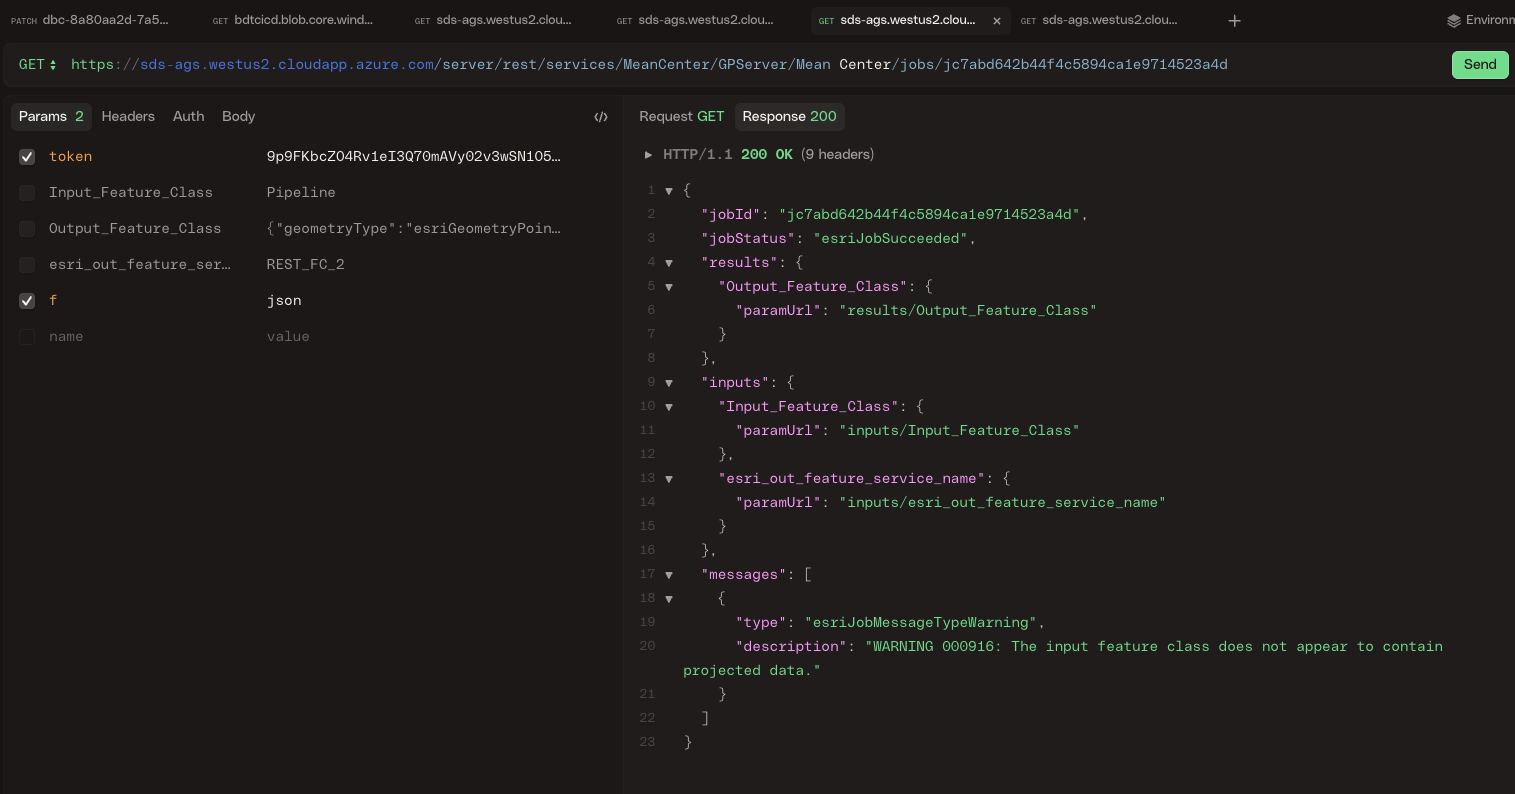 PATCH dbc-8a80aa2d-7a5... GET bdtcicd.blob.core.wind... GET sds-ags.westus2.clou... GET sds-ags.westus2.clou... GET sds-ags.westus2.clou... × GET sds-ags.westus2.clou... + Environm
GET https://sds-ags.westus2.cloudapp.azure.com/server/rest/services/MeanCenter/GPServer/Mean Center/jobs/jc7abd642b44f4c5894ca1e9714523a4d Send
Params 2 Headers Auth Body </>
token 9p9FKbcZO4Rv1eI3Q70mAVy02v3wSN1O5...
Input_Feature_Class Pipeline
Output_Feature_Class {"geometryType":"esriGeometryPoin...
esri_out_feature_ser... REST_FC_2
f json
name value
Request GET Response 200
HTTP/1.1 200 OK (9 headers)
1 {
2 "jobId": "jc7abd642b44f4c5894ca1e9714523a4d",
3 "jobStatus": "esriJobSucceeded",
4 "results": {
5 "Output_Feature_Class": {
6 "paramUrl": "results/Output_Feature_Class"
7 }
8 },
9 "inputs": {
10 "Input_Feature_Class": {
11 "paramUrl": "inputs/Input_Feature_Class"
12 },
13 "esri_out_feature_service_name": {
14 "paramUrl": "inputs/esri_out_feature_service_name"
15 }
16 },
17 "messages": [
18 {
19 "type": "esriJobMessageTypeWarning",
20 "description": "WARNING 000916: The input feature class does not appear to contain
projected data."
21 }
22 ]
23 }